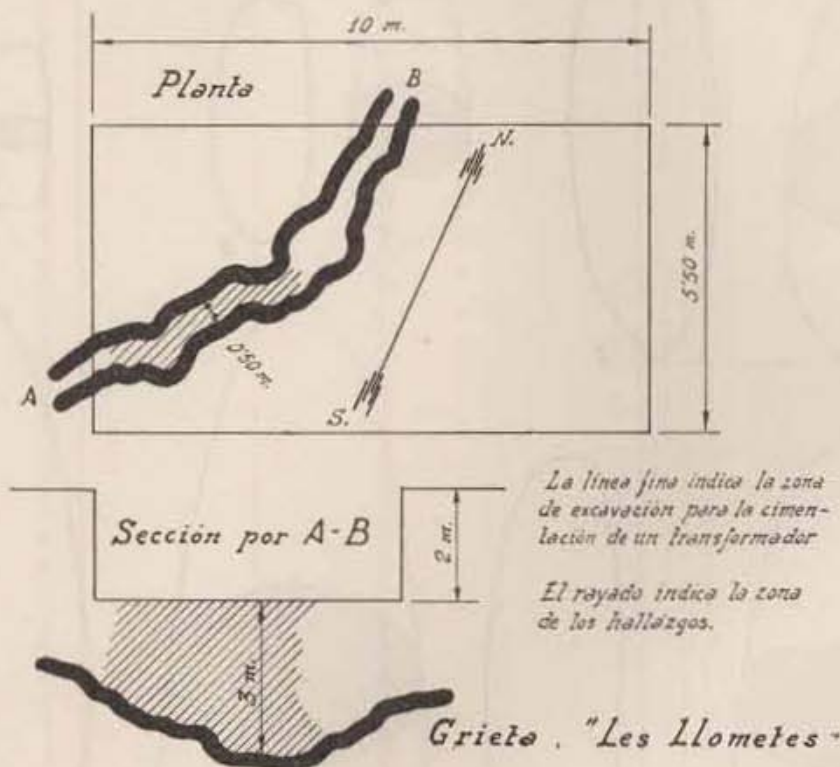 10 m.
Planta
B
N.
5'50 m.
0'50 m.
A
S.
La línea fina indica la zona
de excavación para la cimen-
tación de un transformador
Sección por A-B
2 m.
El rayado indica la zona
de los hallazgos.
3 m.
Grieta. "Les Llometes"